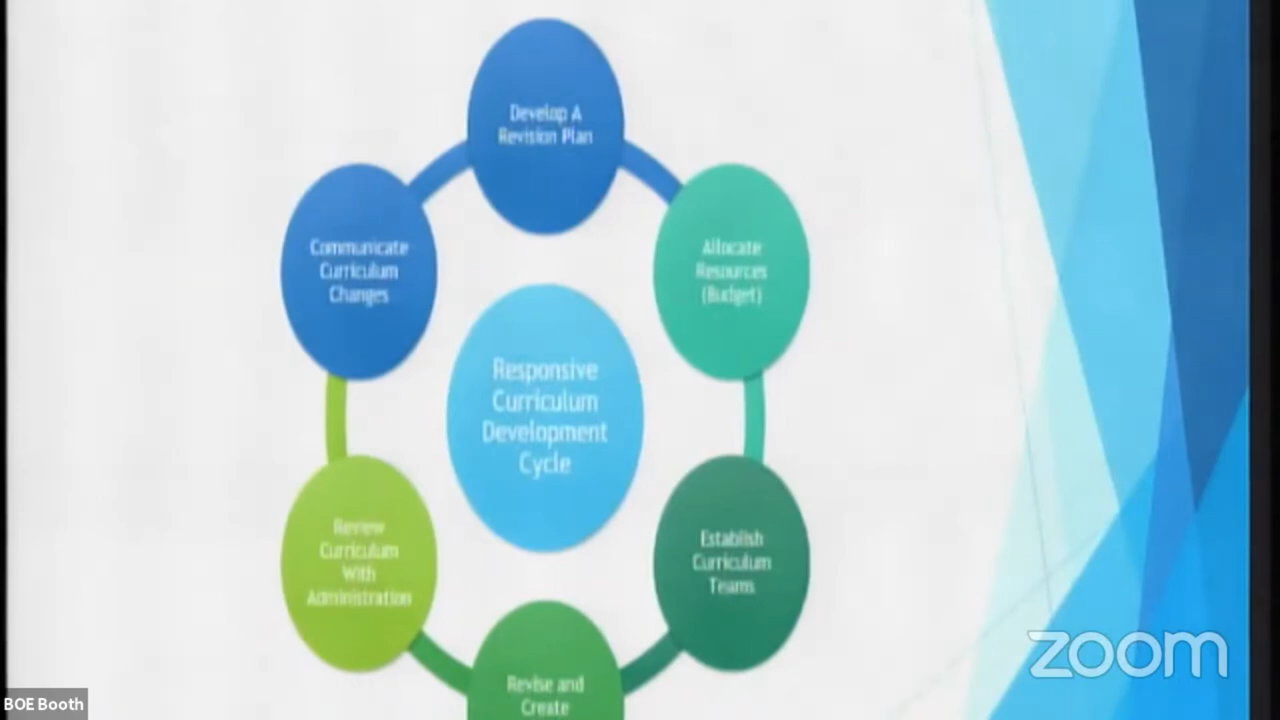 Develop A
Revision Plan
Allocate
Resources
(Budget)
Establish
Curriculum
Teams
Revise and
Create
Review
Curriculum
With
Administration
Communicate
Curriculum
Changes
Responsive
Curriculum
Development
Cycle
zoom
BOE Booth